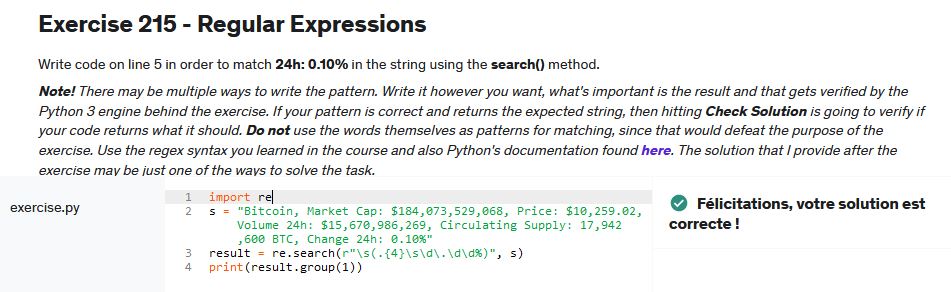 Exercise 215 - Regular Expressions
Write code on line 5 in order to match 24h: 0.10% in the string using the search() method.
Note! There may be multiple ways to write the pattern. Write it however you want, what's important is the result and that gets verified by the
Python 3 engine behind the exercise. If your pattern is correct and returns the expected string, then hitting Check Solution is going to verify if
your code returns what it should. Do not use the words themselves as patterns for matching, since that would defeat the purpose of the
exercise. Use the regex syntax you learned in the course and also Python's documentation found here. The solution that I provide after the
exercise may be just one of the ways to solve the task.
exercise.py
1 import re
2 s = "Bitcoin, Market Cap: $184,073,529,068, Price: $10,259.02,
Volume 24h: $15,670,986,269, Circulating Supply: 17,942
,600 BTC, Change 24h: 0.10%"
3 result = re.search(r"\s(.{4}\s\d\.\d\d%)", s)
4 print(result.group(1))
Félicitations, votre solution est
correcte !